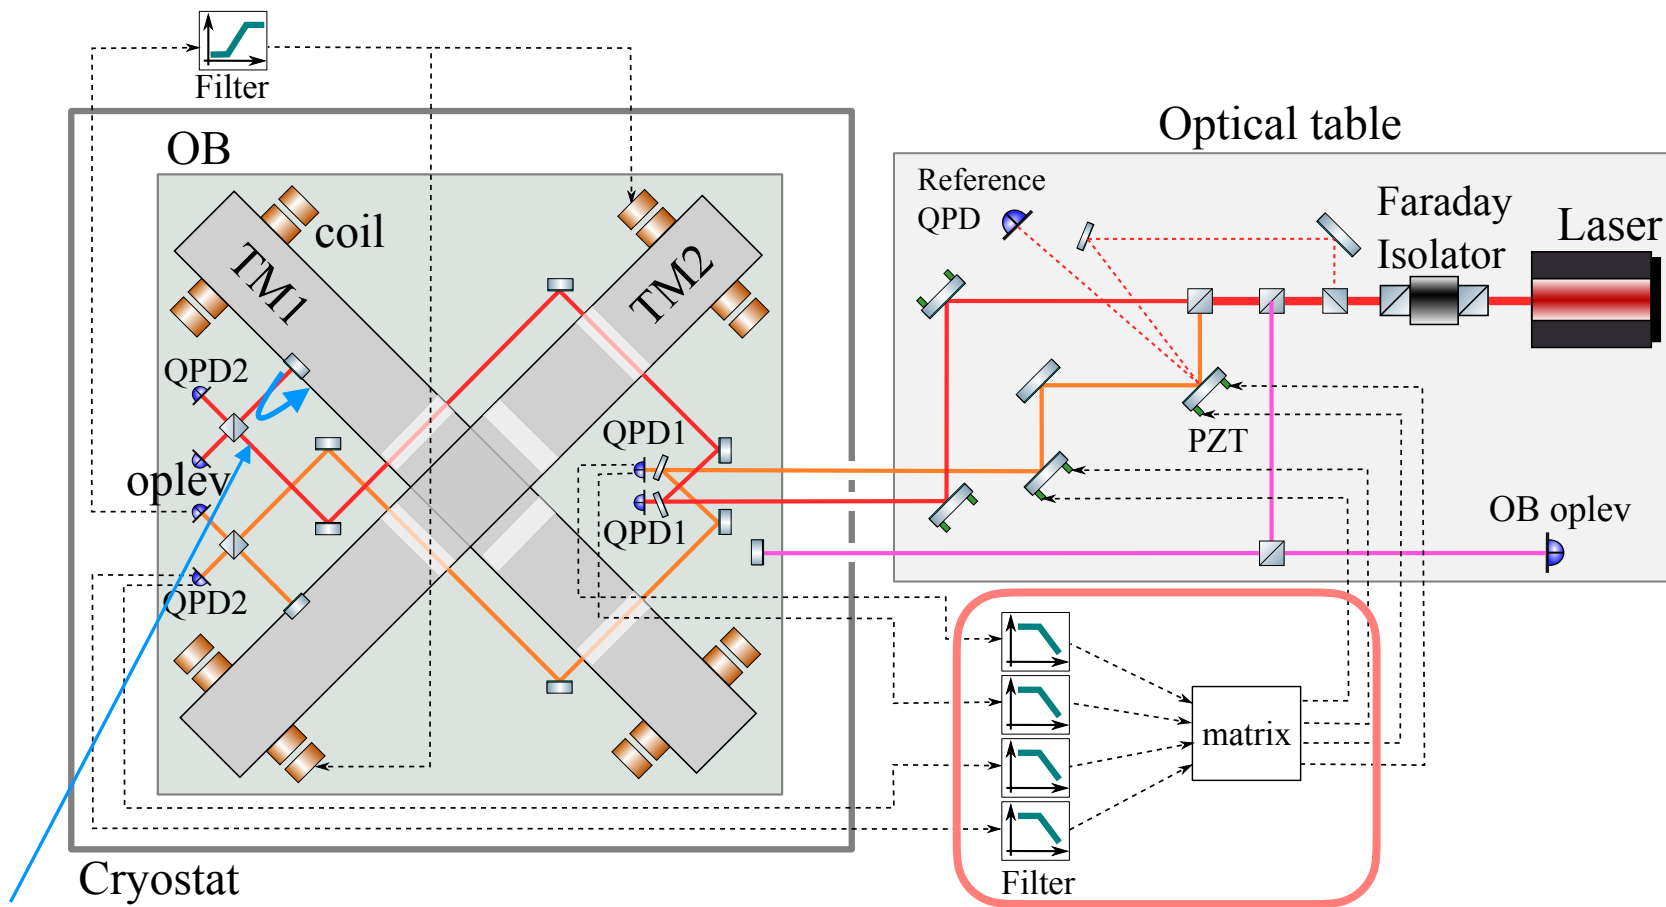 Filter
Optical table
OB
Reference
QPD
Faraday
Isolator
Laser
coil
TM1
TM2
QPD2
QPD1
PZT
oplev
QPD1
OB oplev
QPD2
matrix
Filter
Cryostat